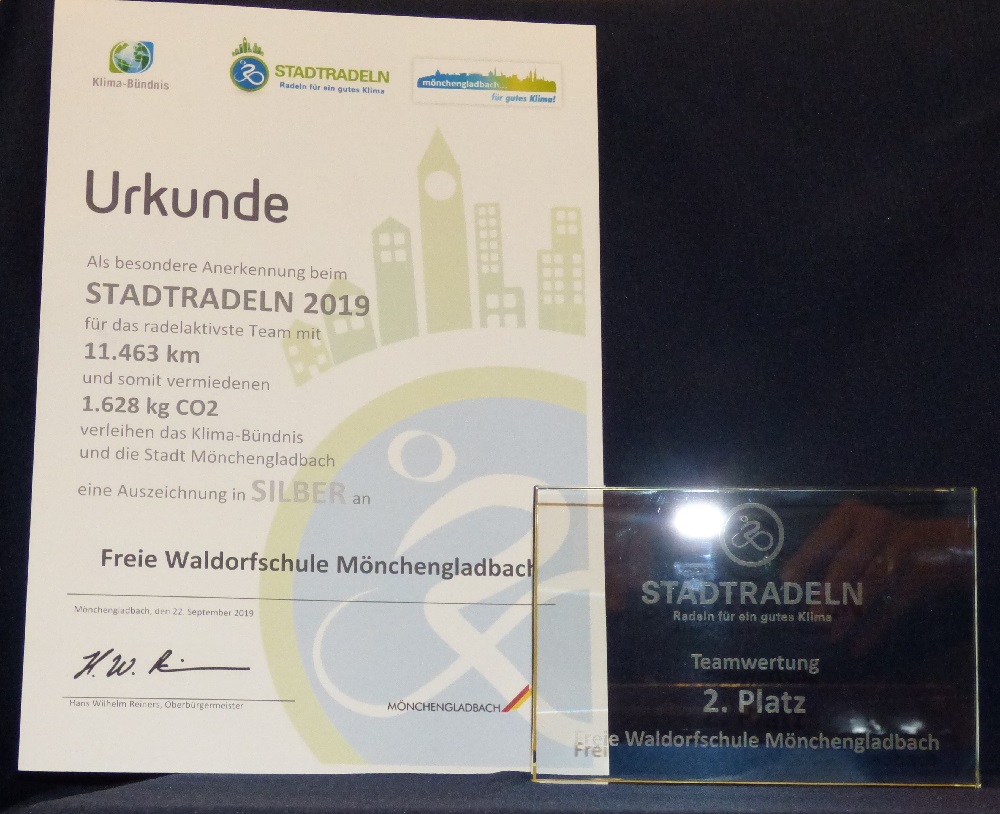 Klima-Bündnis
STADTRADELN
Radeln für ein gutes Klima
mönchengladbach...
für gutes Klima!
Urkunde
Als besondere Anerkennung beim
STADTRADELN 2019
für das radelaktivste Team mit
11.463 km
und somit vermiedenen
1.628 kg CO2
verleihen das Klima-Bündnis
und die Stadt Mönchengladbach
eine Auszeichnung in SILBER an
Freie Waldorfschule Mönchengladbach
Mönchengladbach, den 22. September 2019
H. W. Rei
Hans Wilhelm Reiners, Oberbürgermeister
MÖNCHENGLADBACH
STADTRADELN
Radeln für ein gutes Klima
Teamwertung
2. Platz
Freie Waldorfschule Mönchengladbach